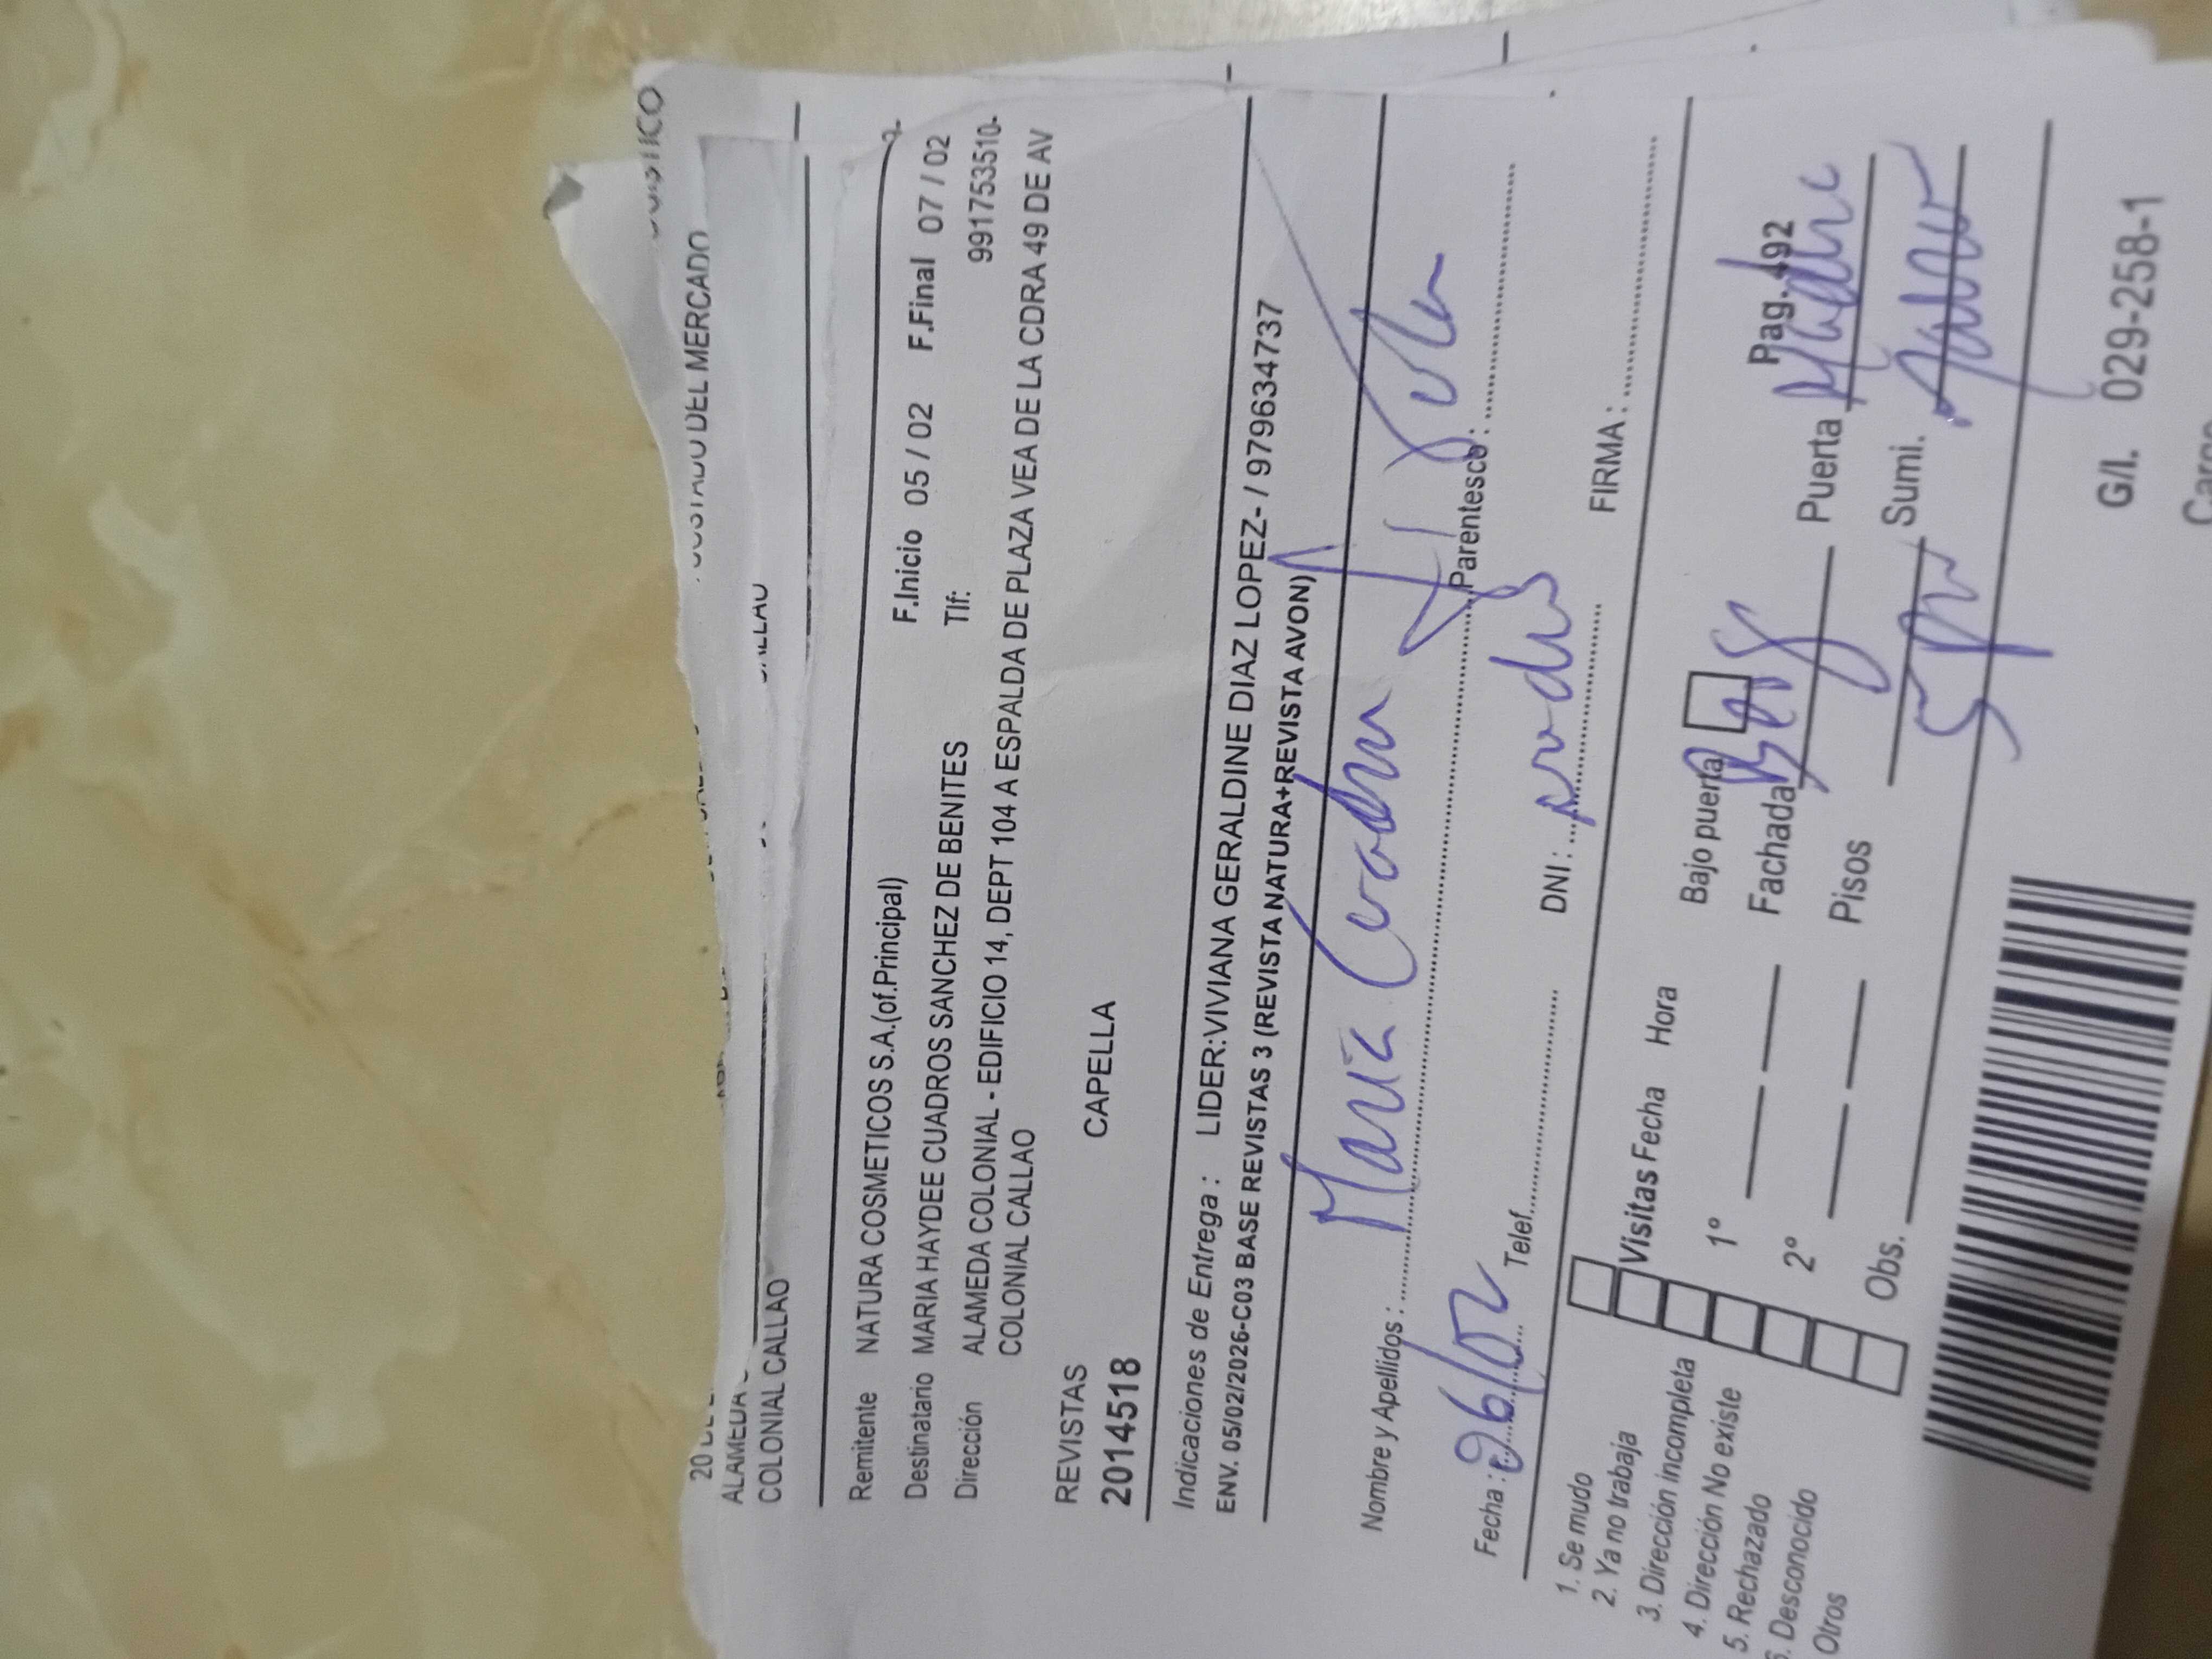 COSTADO DEL MERCADO
COLONIAL CALLAO
Remitente NATURA COSMETICOS S.A.(of.Principal)
F.Inicio 05 / 02 F.Final 07 / 02
Destinatario MARIA HAYDEE CUADROS SANCHEZ DE BENITES Tlf: 991753510-
Dirección ALAMEDA COLONIAL - EDIFICIO 14, DEPT 104 A ESPALDA DE PLAZA VEA DE LA CDRA 49 DE AV
COLONIAL CALLAO
REVISTAS CAPELLA
2014518
Indicaciones de Entrega : LIDER:VIVIANA GERALDINE DIAZ LOPEZ- / 979634737
ENV. 05/02/2026-C03 BASE REVISTAS 3 (REVISTA NATURA+REVISTA AVON)
Nombre y Apellidos : Maria Parentesco :
Fecha : 06/02 Telef. DNI : FIRMA :
1. Se mudo
2. Ya no trabaja
3. Dirección incompleta
4. Dirección No existe
5. Rechazado
6. Desconocido
Otros
Visitas Fecha Hora
1°
2°
Obs.
Bajo puerta
Fachada
Pisos
Pag. 492
Puerta Madre
Sumi.
G/I. 029-258-1